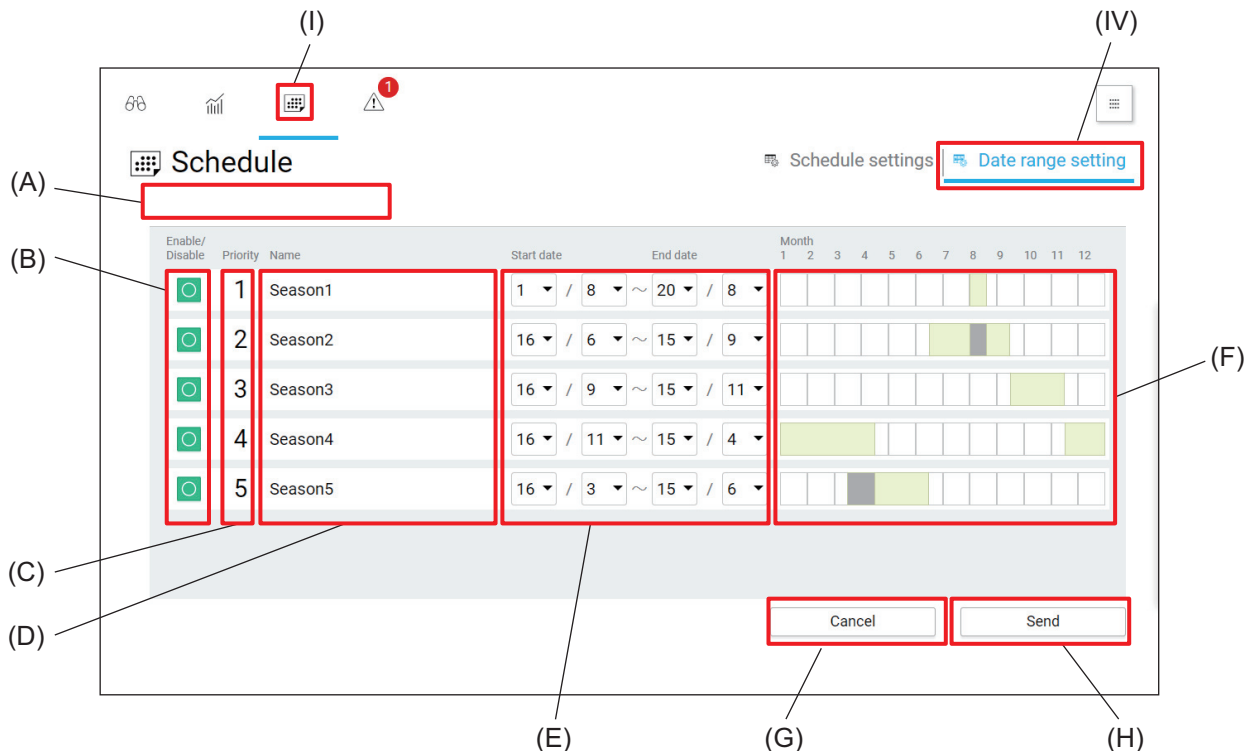 (I) (IV)
1
Schedule
Schedule settings
Date range setting
(A)
Enable/
Disable Priority Name Start date End date
Month
1 2 3 4 5 6 7 8 9 10 11 12
(B)
1 Season1 1 / 8 ~ 20 / 8
2 Season2 16 / 6 ~ 15 / 9
(F)
3 Season3 16 / 9 ~ 15 / 11
4 Season4 16 / 11 ~ 15 / 4
5 Season5 16 / 3 ~ 15 / 6
(C)
(D)
Cancel Send
(E) (G) (H)